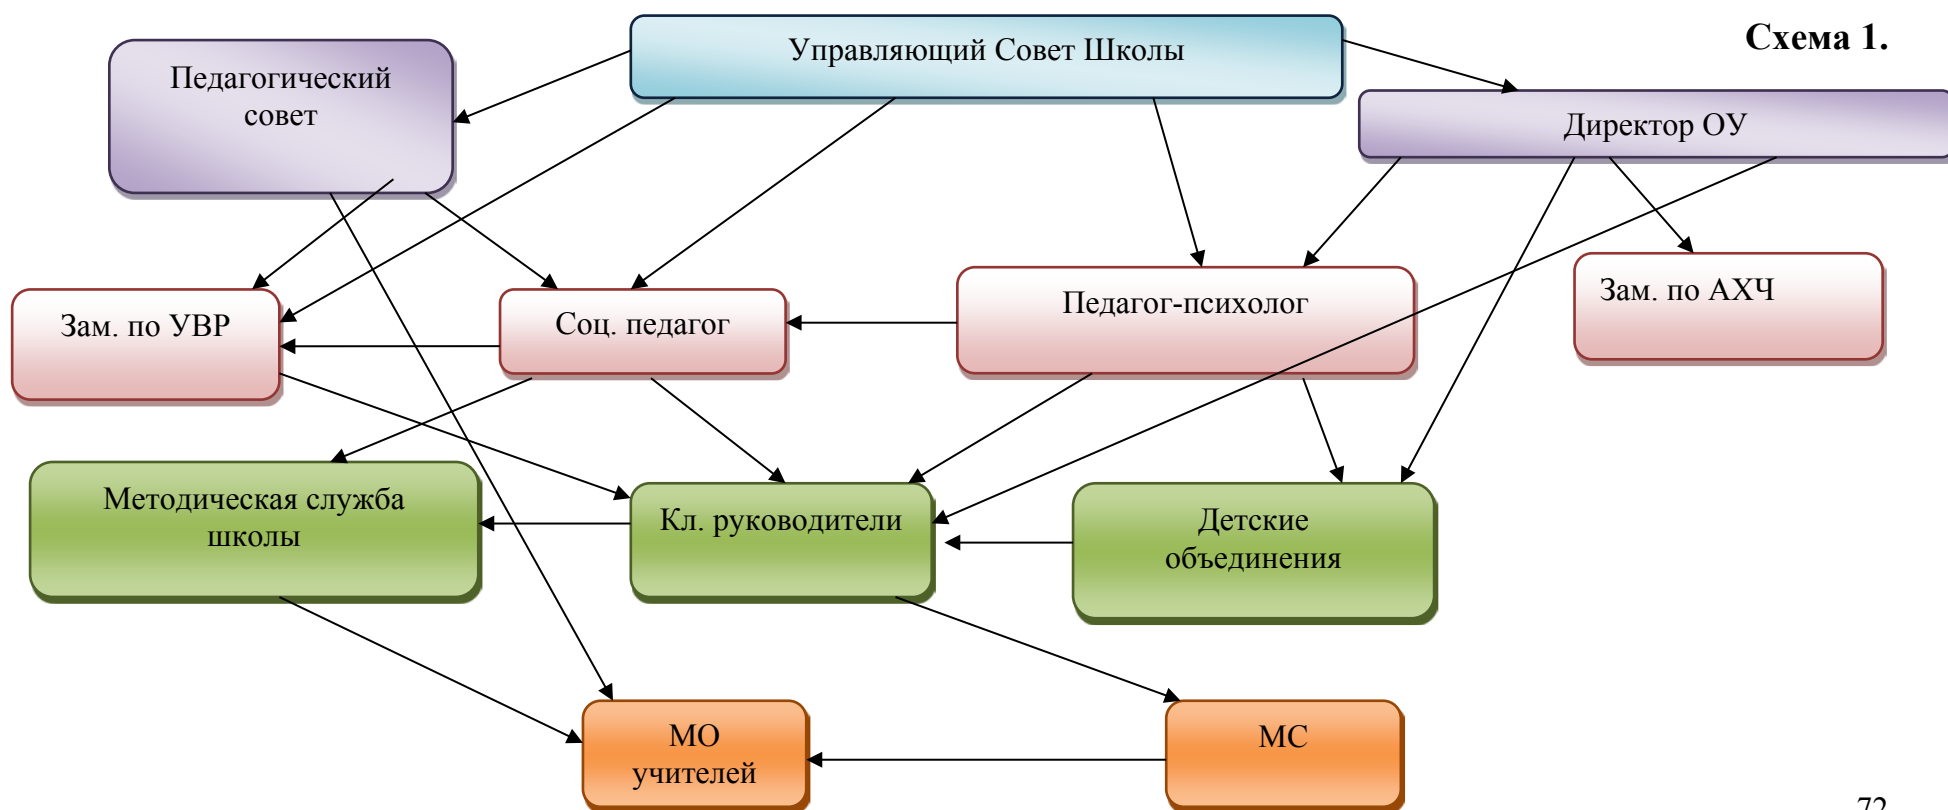 Схема 1.
Управляющий Совет Школы
Педагогический
совет
Директор ОУ
Зам. по УВР
Соц. педагог
Педагог-психолог
Зам. по АХЧ
Методическая служба
школы
Кл. руководители
Детские
объединения
МО
учителей
МС
72